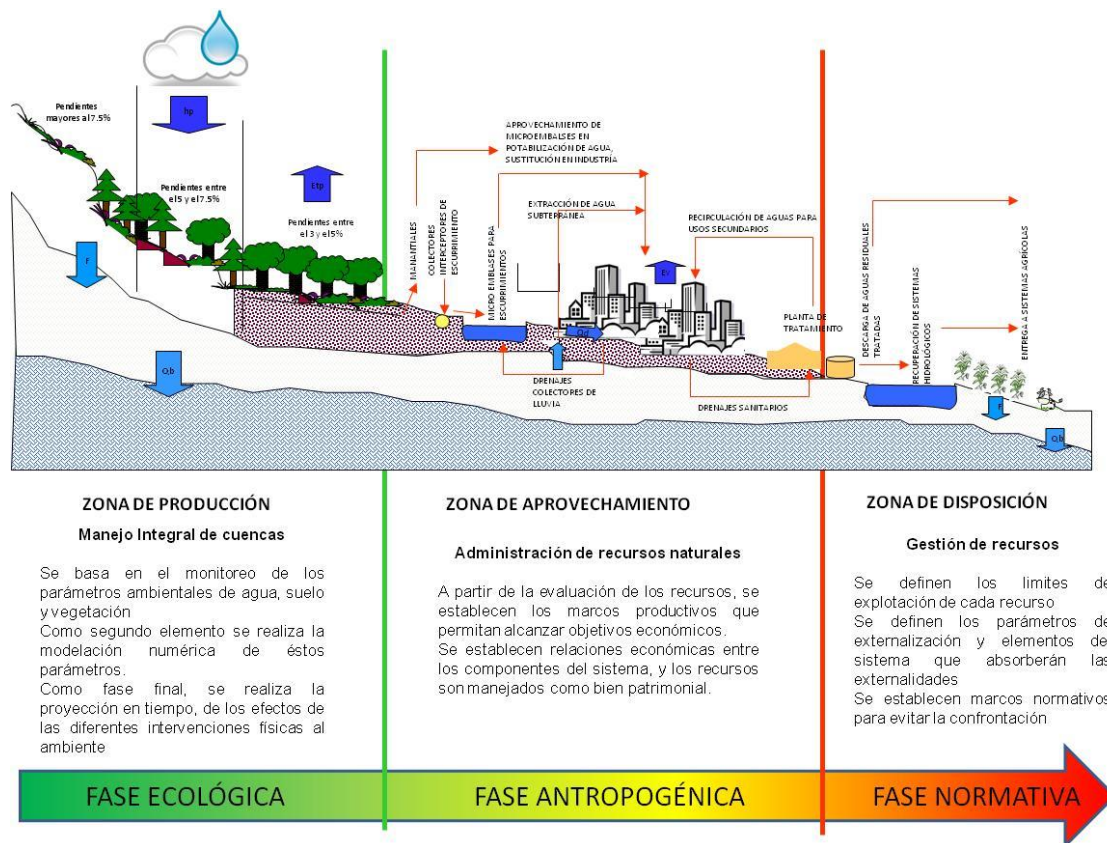 Pendientes
mayores al 7.5%
hp
Pendientes entre
el 5 y el 7.5%
Etp
Pendientes entre
el 3 y el 5%
F
Q,b
MANANTIALES
COLECTORES
INTERCEPTORES DE
ESCURRIMIENTO
MICRO EMBLASES PARA
ESCURRIMIENTOS
APROVECHAMIENTO DE
MICROEMBALSES EN
POTABILIZACIÓN DE AGUA,
SUSTITUCIÓN EN INDUSTRÍA
EXTRACCIÓN DE AGUA
SUBTERRÁNEA
Qd
Ev
DRENAJES
COLECTORES DE
LLUVIA
RECIRCULACIÓN DE AGUAS PARA
USOS SECUNDARIOS
DRENAJES SANITARIOS
PLANTA DE
TRATAMIENTO
DESCARGA DE AGUAS RESIDUALES
TRATADAS
RECUPERACIÓN DE SISTEMAS
HIDROLÓGICOS
ENTREGA A SISTEMAS AGRÍCOLAS
F
Q,b
ZONA DE PRODUCCIÓN
Manejo Integral de cuencas
Se basa en el monitoreo de los
parámetros ambientales de agua, suelo
y vegetación
Como segundo elemento se realiza la
modelación numérica de éstos
parámetros.
Como fase final, se realiza la
proyección en tiempo, de los efectos de
las diferentes intervenciones físicas al
ambiente
ZONA DE APROVECHAMIENTO
Administración de recursos naturales
A partir de la evaluación de los recursos, se
establecen los marcos productivos que
permitan alcanzar objetivos económicos.
Se establecen relaciones económicas entre
los componentes del sistema, y los recursos
son manejados como bien patrimonial.
ZONA DE DISPOSICIÓN
Gestión de recursos
Se definen los limites de
explotación de cada recurso
Se definen los parámetros de
externalización y elementos del
sistema que absorberán las
externalidades
Se establecen marcos normativos
para evitar la confrontación
FASE ECOLÓGICA
FASE ANTROPOGÉNICA
FASE NORMATIVA